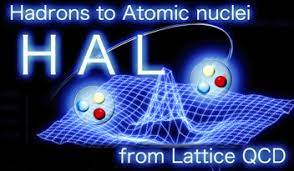 Hadrons to Atomic nuclei
HAL
from Lattice QCD